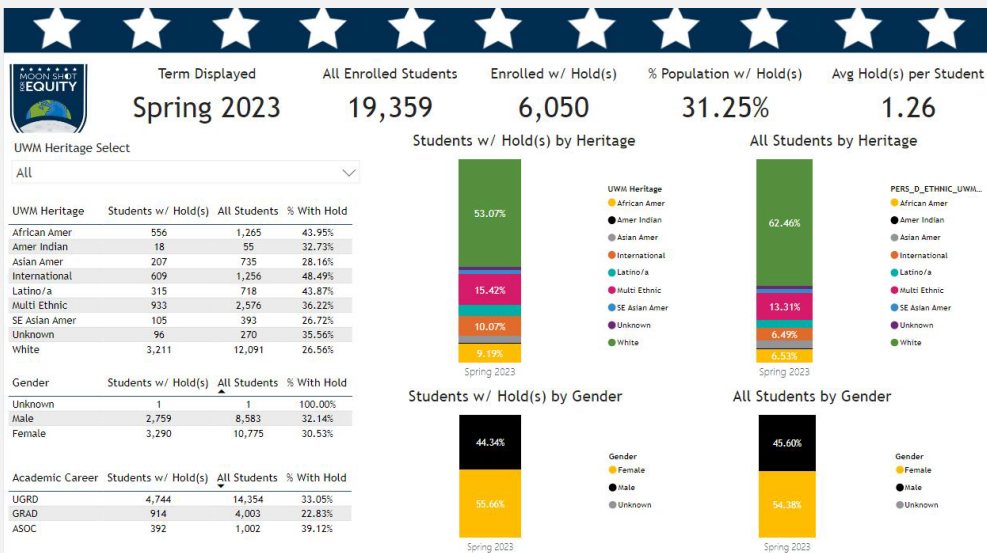 MOON SHOT
FOR EQUITY
Term Displayed
Spring 2023
All Enrolled Students
19,359
Enrolled w/ Hold(s)
6,050
% Population w/ Hold(s)
31.25%
Avg Hold(s) per Student
1.26
UWM Heritage Select
All
UWM Heritage Students w/ Hold(s) All Students % With Hold
African Amer 556 1,265 43.95%
Amer Indian 18 55 32.73%
Asian Amer 207 735 28.16%
International 609 1,256 48.49%
Latino/a 315 718 43.87%
Multi Ethnic 933 2,576 36.22%
SE Asian Amer 105 393 26.72%
Unknown 96 270 35.56%
White 3,211 12,091 26.56%
Gender Students w/ Hold(s) All Students % With Hold
Unknown 1 1 100.00%
Male 2,759 8,583 32.14%
Female 3,290 10,775 30.53%
Academic Career Students w/ Hold(s) All Students % With Hold
UGRD 4,744 14,354 33.05%
GRAD 914 4,003 22.83%
ASOC 392 1,002 39.12%
Students w/ Hold(s) by Heritage
53.07%
15.42%
10.07%
9.19%
Spring 2023
UWM Heritage
African Amer
Amer Indian
Asian Amer
International
Latino/a
Multi Ethnic
SE Asian Amer
Unknown
White
All Students by Heritage
62.46%
13.31%
6.49%
6.53%
Spring 2023
PERS_D_ETHNIC_UWM...
African Amer
Amer Indian
Asian Amer
International
Latino/a
Multi Ethnic
SE Asian Amer
Unknown
White
Students w/ Hold(s) by Gender
44.34%
55.66%
Spring 2023
Gender
Female
Male
Unknown
All Students by Gender
45.60%
54.38%
Spring 2023
Gender
Female
Male
Unknown